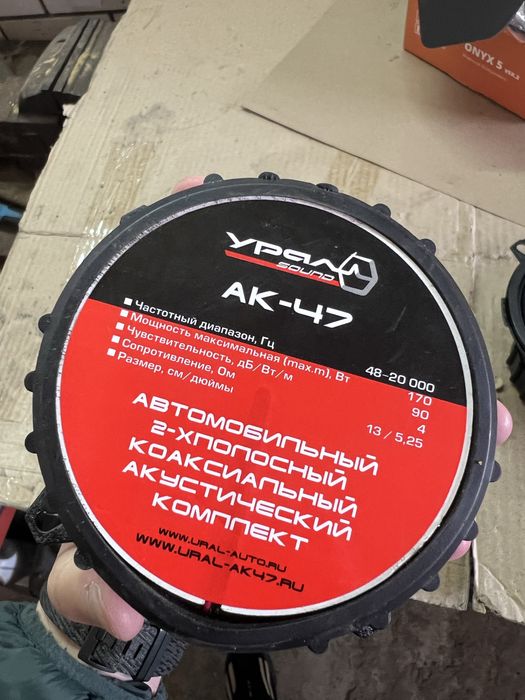 ONYX 5 VER.2
Урал
SOUND
АК-47
Частотный диапазон, Гц 48-20 000
Мощность максимальная (max.m), Вт 170
Чувствительность, дБ/Вт/м 90
Сопротивление, Ом 4
Размер, см/дюймы 13 / 5,25
АВТОМОБИЛЬНЫЙ
2-ХПОЛОСНЫЙ
КОАКСИАЛЬНЫЙ
АКУСТИЧЕСКИЙ
КОМПЛЕКТ
WWW.URAL-AUTO.RU
WWW.URAL-AK47.RU